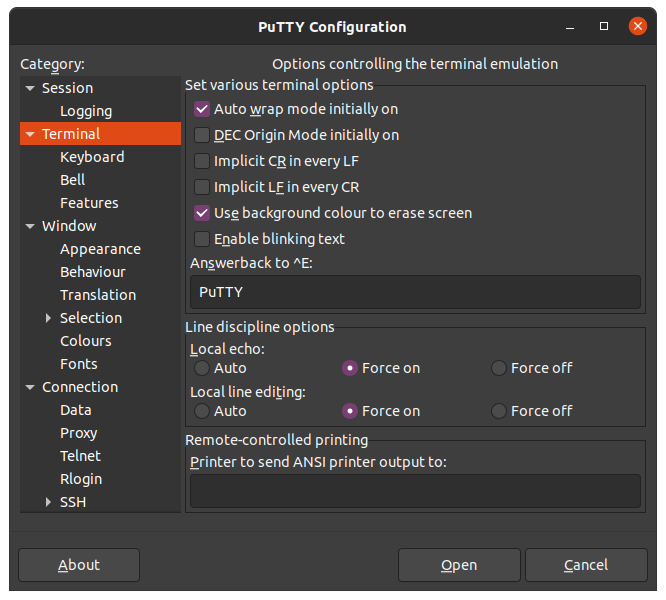 PuTTY Configuration
Category:
Options controlling the terminal emulation
Session
Logging
Terminal
Keyboard
Bell
Features
Window
Appearance
Behaviour
Translation
Selection
Colours
Fonts
Connection
Data
Proxy
Telnet
Rlogin
SSH
Set various terminal options
Auto wrap mode initially on
DEC Origin Mode initially on
Implicit CR in every LF
Implicit LF in every CR
Use background colour to erase screen
Enable blinking text
Answerback to ^E:
PuTTY
Line discipline options
Local echo:
Auto Force on Force off
Local line editing:
Auto Force on Force off
Remote-controlled printing
Printer to send ANSI printer output to:
About Open Cancel